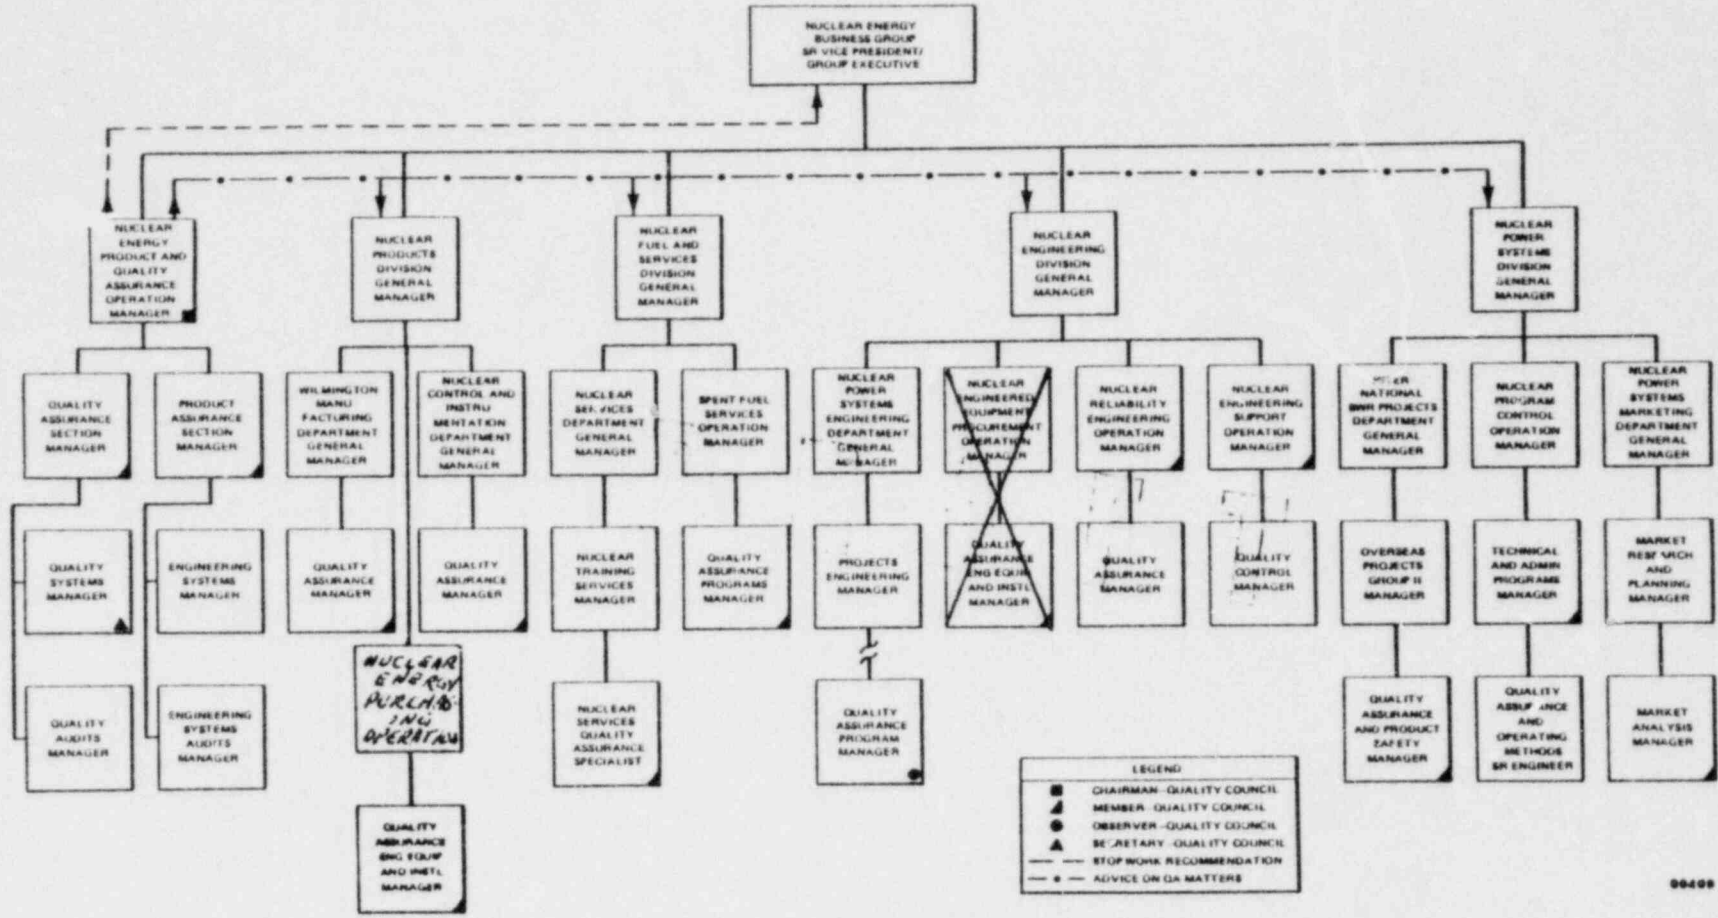 NUCLEAR ENERGY
BUSINESS GROUP
SR VICE PRESIDENT/
GROUP EXECUTIVE
NUCLEAR
ENERGY
PRODUCT AND
QUALITY
ASSURANCE
OPERATION
MANAGER
NUCLEAR
PRODUCTS
DIVISION
GENERAL
MANAGER
NUCLEAR
FUEL AND
SERVICES
DIVISION
GENERAL
MANAGER
NUCLEAR
ENGINEERING
DIVISION
GENERAL
MANAGER
NUCLEAR
POWER
SYSTEMS
DIVISION
GENERAL
MANAGER
QUALITY
ASSURANCE
SECTION
MANAGER
PRODUCT
ASSURANCE
SECTION
MANAGER
WILMINGTON
MANU
FACTURING
DEPARTMENT
GENERAL
MANAGER
NUCLEAR
CONTROL AND
INSTRU
MENTATION
DEPARTMENT
GENERAL
MANAGER
NUCLEAR
SERVICES
DEPARTMENT
GENERAL
MANAGER
SPENT FUEL
SERVICES
OPERATION
MANAGER
NUCLEAR
POWER
SYSTEMS
ENGINEERING
DEPARTMENT
GENERAL
MANAGER
NUCLEAR
ENGINEERED
EQUIPMENT
PROCUREMENT
OPERATION
MANAGER
NUCLEAR
RELIABILITY
ENGINEERING
OPERATION
MANAGER
NUCLEAR
ENGINEERING
SUPPORT
OPERATION
MANAGER
NATIONAL
BWR PROJECTS
DEPARTMENT
GENERAL
MANAGER
NUCLEAR
PROGRAM
CONTROL
OPERATION
MANAGER
NUCLEAR
POWER
SYSTEMS
MARKETING
DEPARTMENT
GENERAL
MANAGER
QUALITY
SYSTEMS
MANAGER
ENGINEERING
SYSTEMS
MANAGER
QUALITY
ASSURANCE
MANAGER
QUALITY
ASSURANCE
MANAGER
NUCLEAR
TRAINING
SERVICES
MANAGER
QUALITY
ASSURANCE
PROGRAMS
MANAGER
PROJECTS
ENGINEERING
MANAGER
QUALITY
ASSURANCE
ENG EQUIP
AND INSTL
MANAGER
QUALITY
ASSURANCE
MANAGER
QUALITY
CONTROL
MANAGER
OVERSEAS
PROJECTS
GROUP II
MANAGER
TECHNICAL
AND ADMIN
PROGRAMS
MANAGER
MARKET
RESEARCH
AND
PLANNING
MANAGER
QUALITY
AUDITS
MANAGER
ENGINEERING
SYSTEMS
AUDITS
MANAGER
NUCLEAR
ENERGY
PURCHAS-
ING
OPERATION
NUCLEAR
SERVICES
QUALITY
ASSURANCE
SPECIALIST
QUALITY
ASSURANCE
PROGRAM
MANAGER
QUALITY
ASSURANCE
AND PRODUCT
SAFETY
MANAGER
QUALITY
ASSURANCE
AND
OPERATING
METHODS
SR ENGINEER
MARKET
ANALYSIS
MANAGER
QUALITY
ASSURANCE
ENG EQUIP
AND INSTL
MANAGER
LEGEND
CHAIRMAN-QUALITY COUNCIL
MEMBER-QUALITY COUNCIL
OBSERVER-QUALITY COUNCIL
SECRETARY-QUALITY COUNCIL
STOP WORK RECOMMENDATION
ADVICE ON QA MATTERS